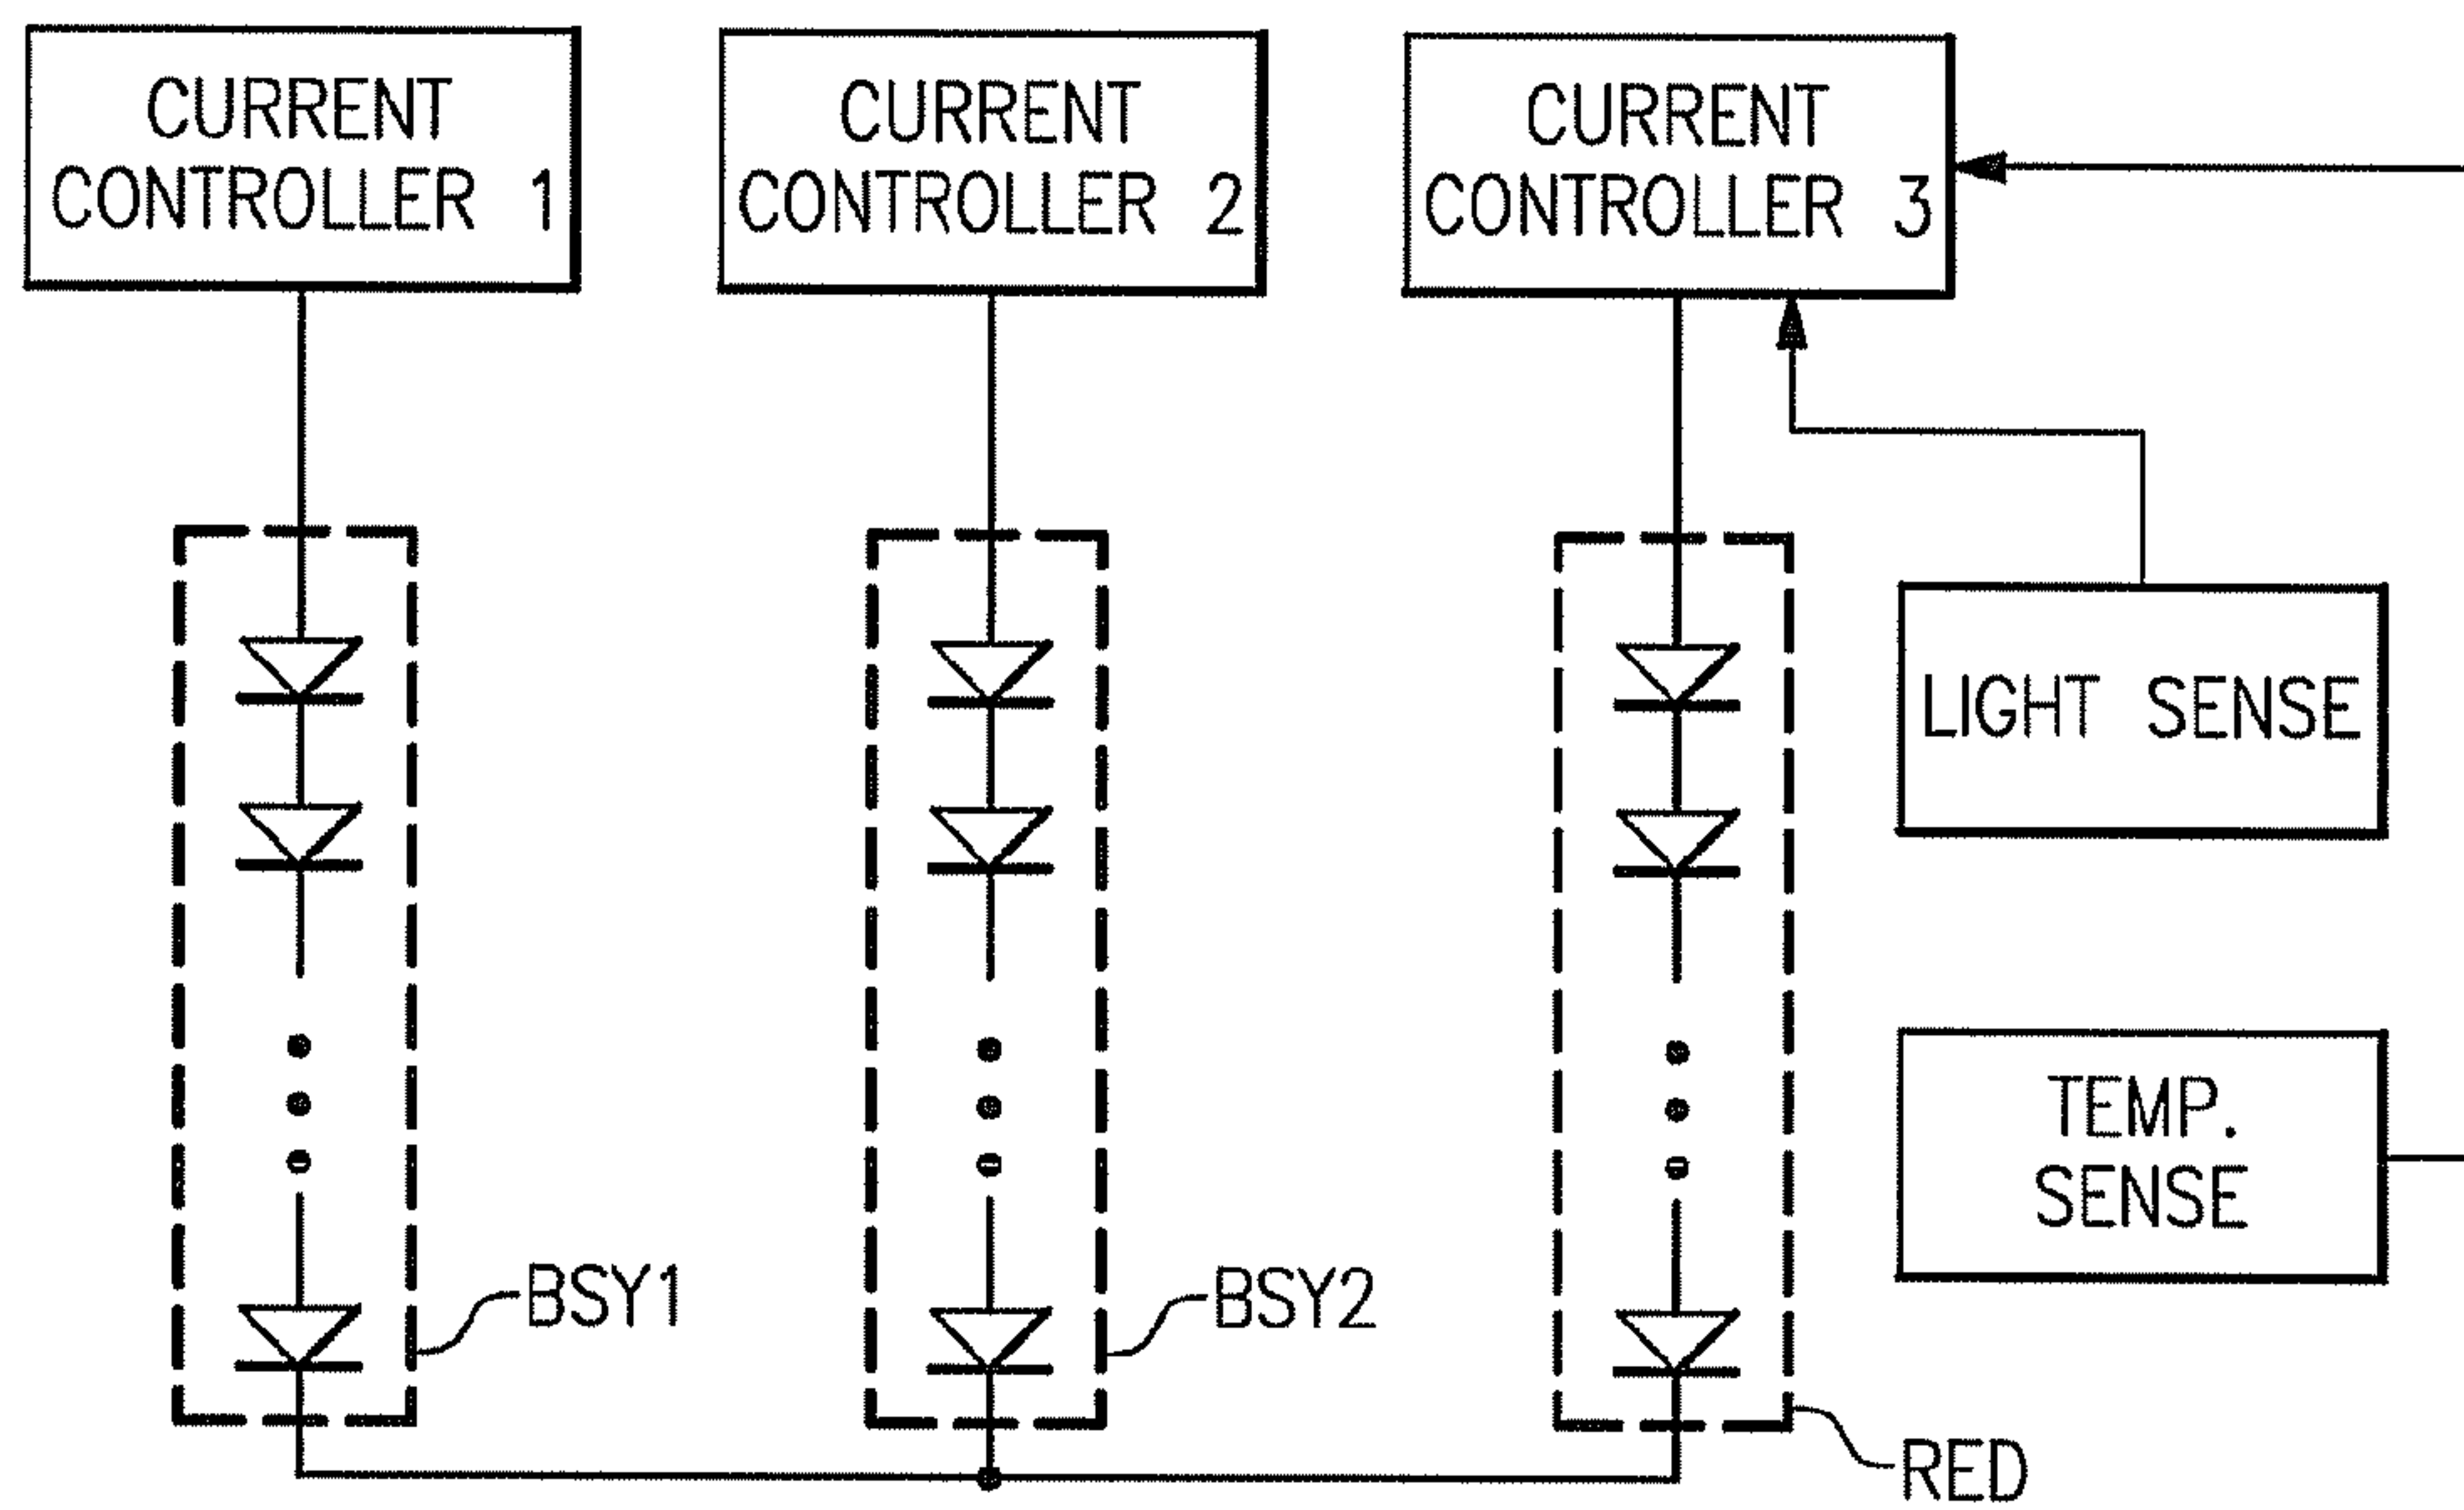 CURRENT
CONTROLLER 1
CURRENT
CONTROLLER 2
CURRENT
CONTROLLER 3
LIGHT SENSE
TEMP.
SENSE
BSY1
BSY2
RED